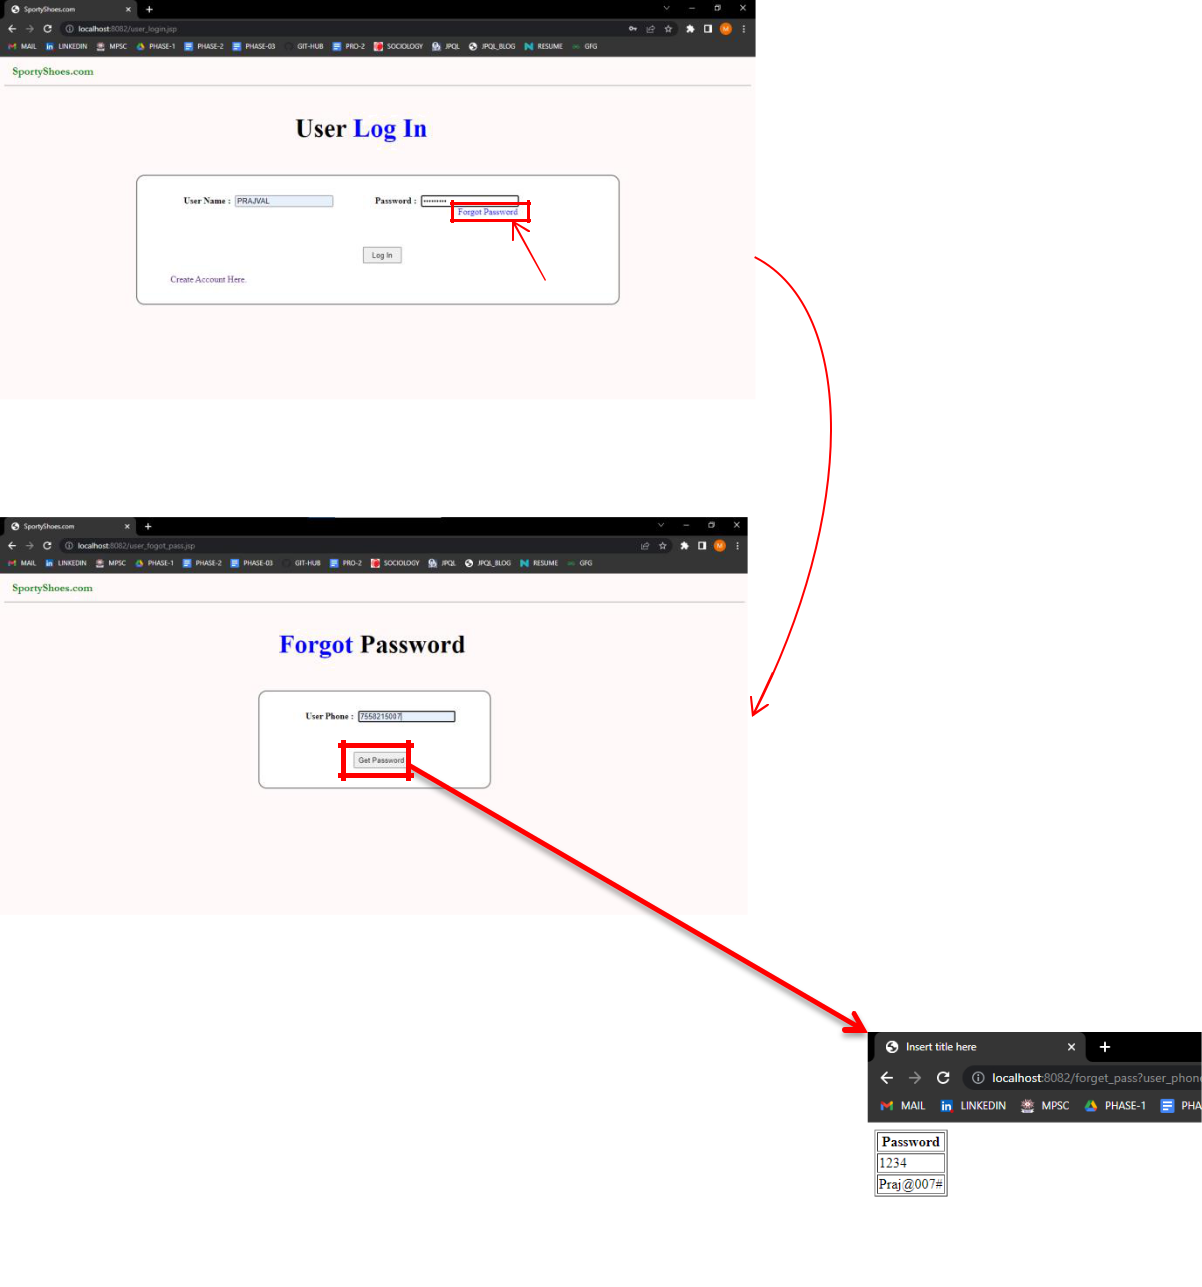 SportyShoes.com
localhost:8082/user_login.jsp
MAIL LINKEDIN MPSC PHASE-1 PHASE-2 PHASE-03 GIT-HUB PRO-2 SOCIOLOGY JPQL JPQL_BLOG RESUME GFG
SportyShoes.com
User Log In
User Name : PRAJVAL Password : •••••••••
Forgot Password
Log In
Create Account Here.
SportyShoes.com
localhost:8082/user_fogot_pass.jsp
MAIL LINKEDIN MPSC PHASE-1 PHASE-2 PHASE-03 GIT-HUB PRO-2 SOCIOLOGY JPQL JPQL_BLOG RESUME GFG
SportyShoes.com
Forgot Password
User Phone : 7558215007
Get Password
Insert title here
localhost:8082/forget_pass?user_phon
MAIL LINKEDIN MPSC PHASE-1 PHA
Password
1234
Praj@007#